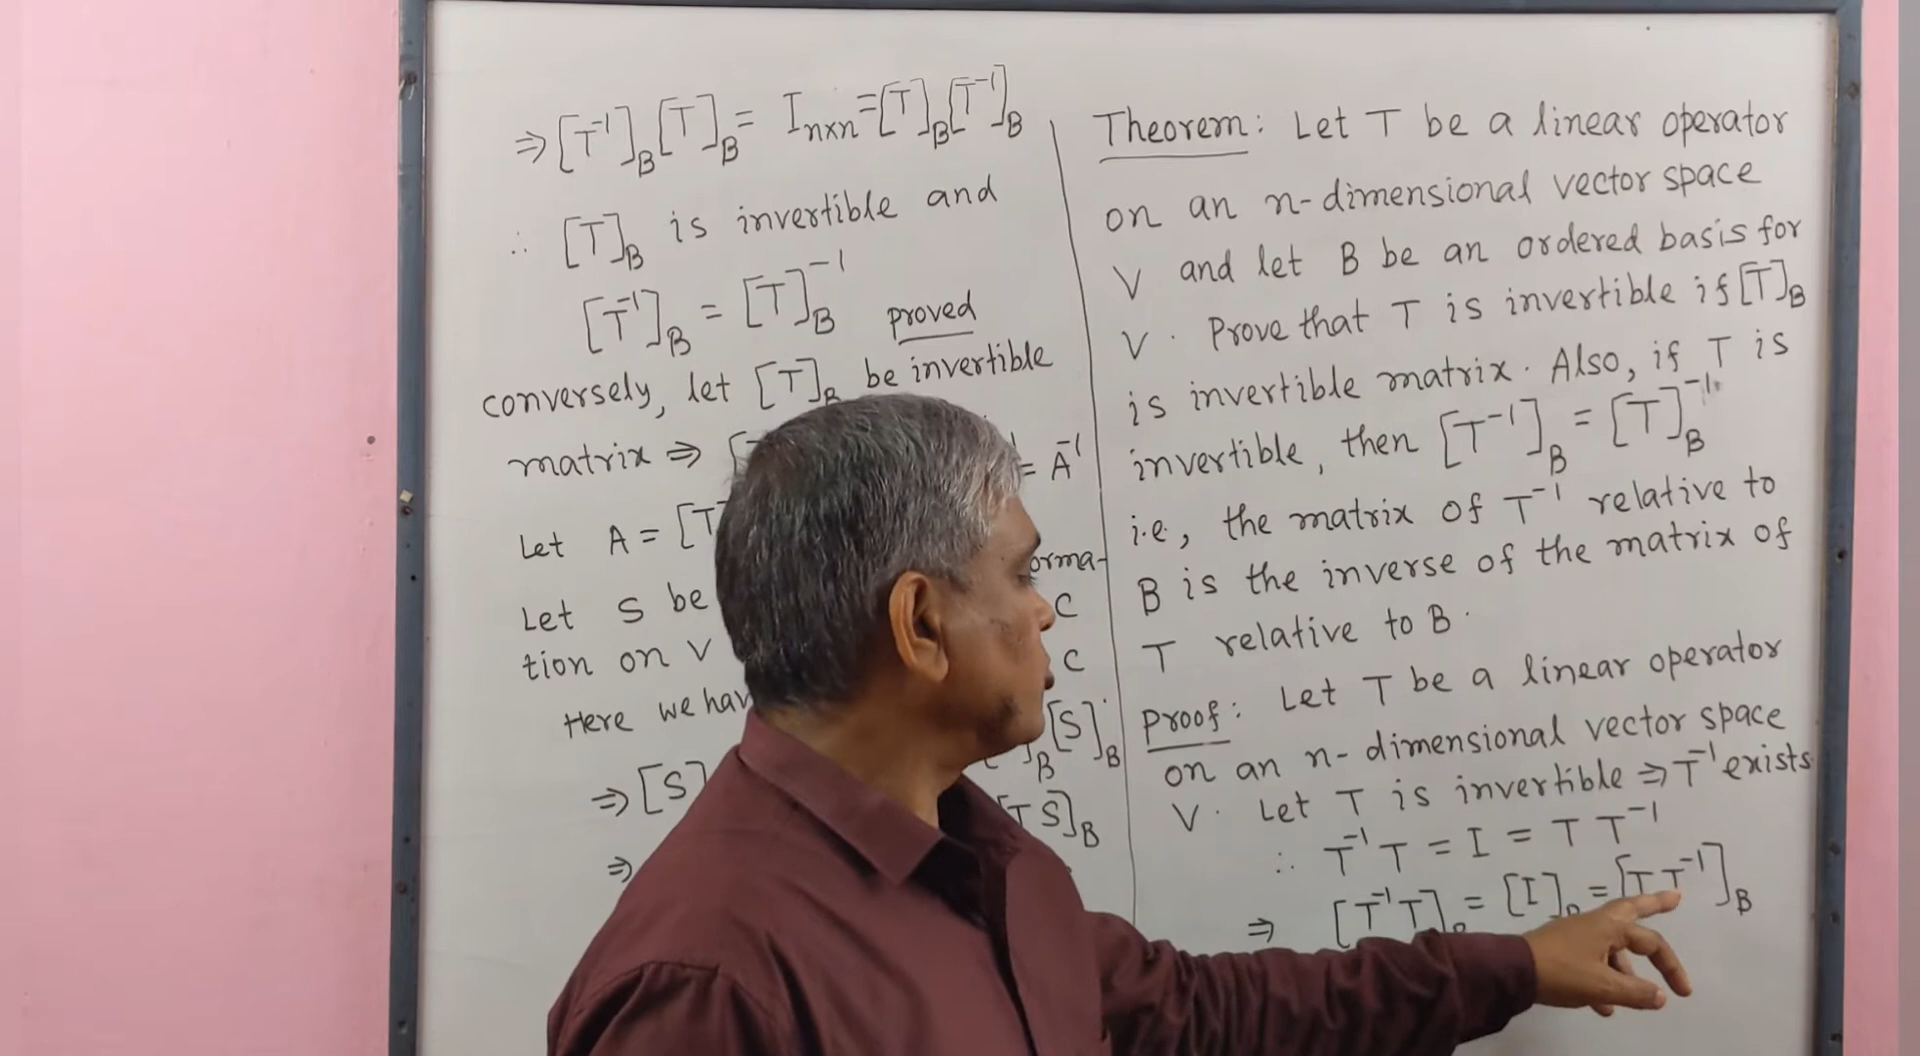 Theorem: Let T be a linear operator
on an n-dimensional vector space
V and let B be an ordered basis for
V. Prove that T is invertible if [T]_B
is invertible matrix. Also, if T is
invertible, then [T⁻¹]_B = [T]_B⁻¹
i.e., the matrix of T⁻¹ relative to
B is the inverse of the matrix of
T relative to B.
Proof: Let T be a linear operator
on an n-dimensional vector space
V. Let T is invertible ⇒ T⁻¹ exists
∴ T⁻¹T = I = T T⁻¹
⇒ [T⁻¹T]_B = [I]_B = [T T⁻¹]_B
⇒ [T⁻¹]_B [T]_B = I_{n×n} = [T]_B [T⁻¹]_B
∴ [T]_B is invertible and
[T⁻¹]_B = [T]_B⁻¹ proved
conversely, let [T]_B be invertible
matrix ⇒ = A⁻¹
Let A = [T
Let S be orma-
tion on V
Here we hav [S]_B
⇒ [S] T S]_B
⇒